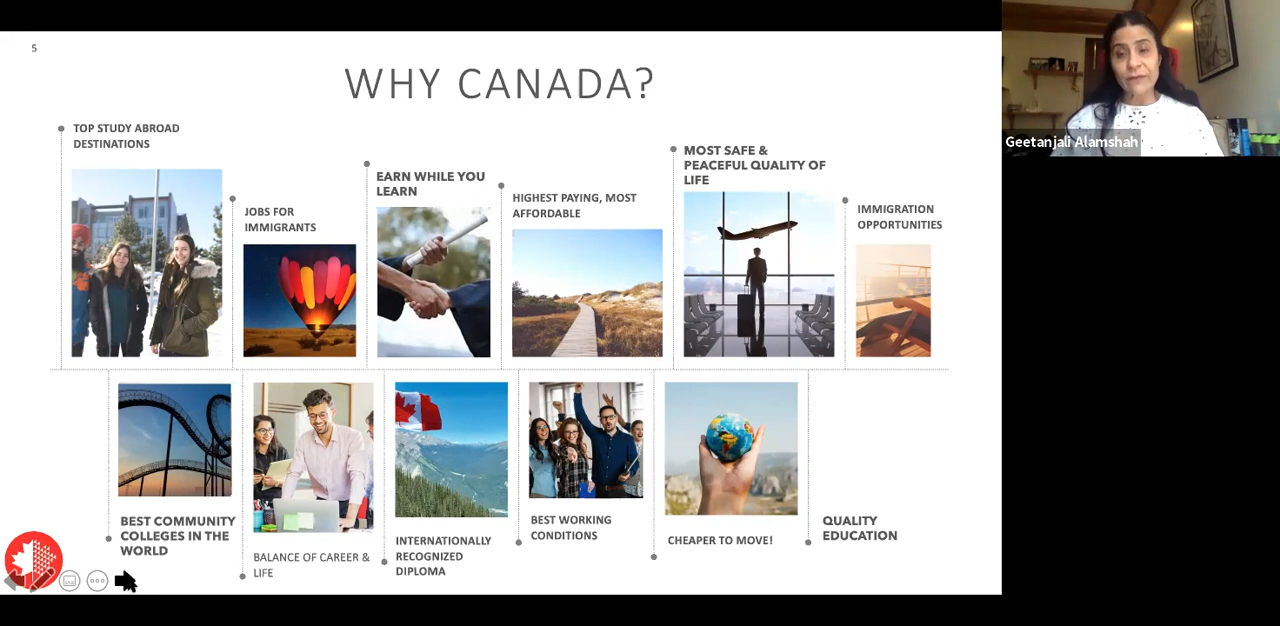 5
WHY CANADA?
TOP STUDY ABROAD
DESTINATIONS
JOBS FOR
IMMIGRANTS
EARN WHILE YOU
LEARN
HIGHEST PAYING, MOST
AFFORDABLE
MOST SAFE &
PEACEFUL QUALITY OF
LIFE
IMMIGRATION
OPPORTUNITIES
BEST COMMUNITY
COLLEGES IN THE
WORLD
BALANCE OF CAREER &
LIFE
INTERNATIONALLY
RECOGNIZED
DIPLOMA
BEST WORKING
CONDITIONS
CHEAPER TO MOVE!
QUALITY
EDUCATION
Geetanjali Alamshah